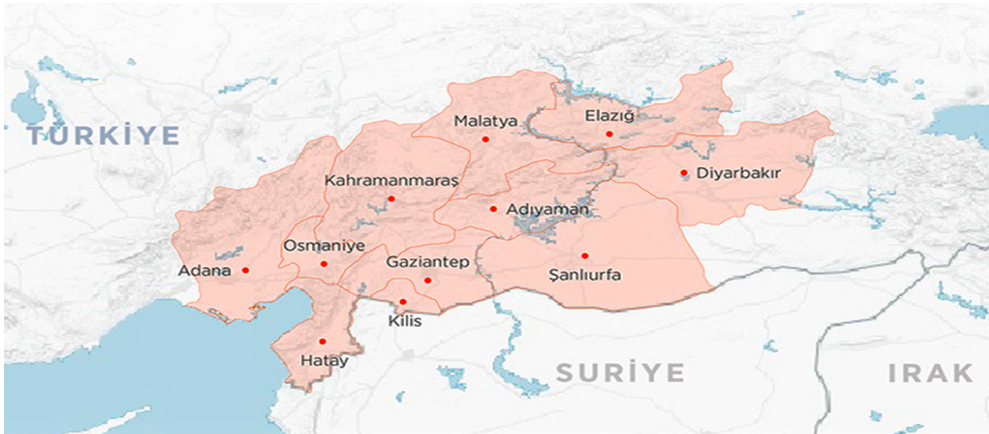 Elazığ
Malatya
TÜRKİYE
Diyarbakır
Kahramanmaraş
Adıyaman
Osmaniye
Gaziantep
Adana
Şanlıurfa
Kilis
Hatay
SURİYE
IRAK